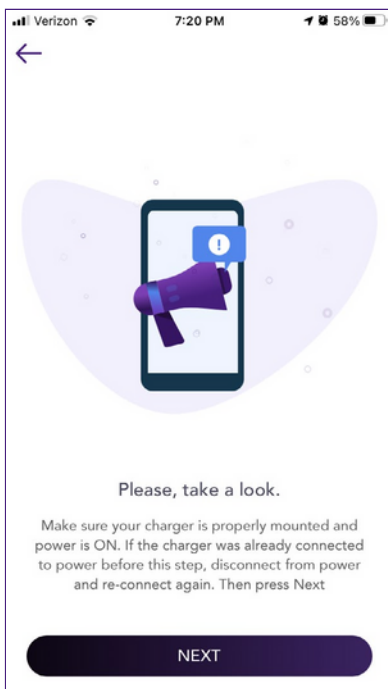 Verizon 7:20 PM 58%
!
Please, take a look.
Make sure your charger is properly mounted and
power is ON. If the charger was already connected
to power before this step, disconnect from power
and re-connect again. Then press Next
NEXT